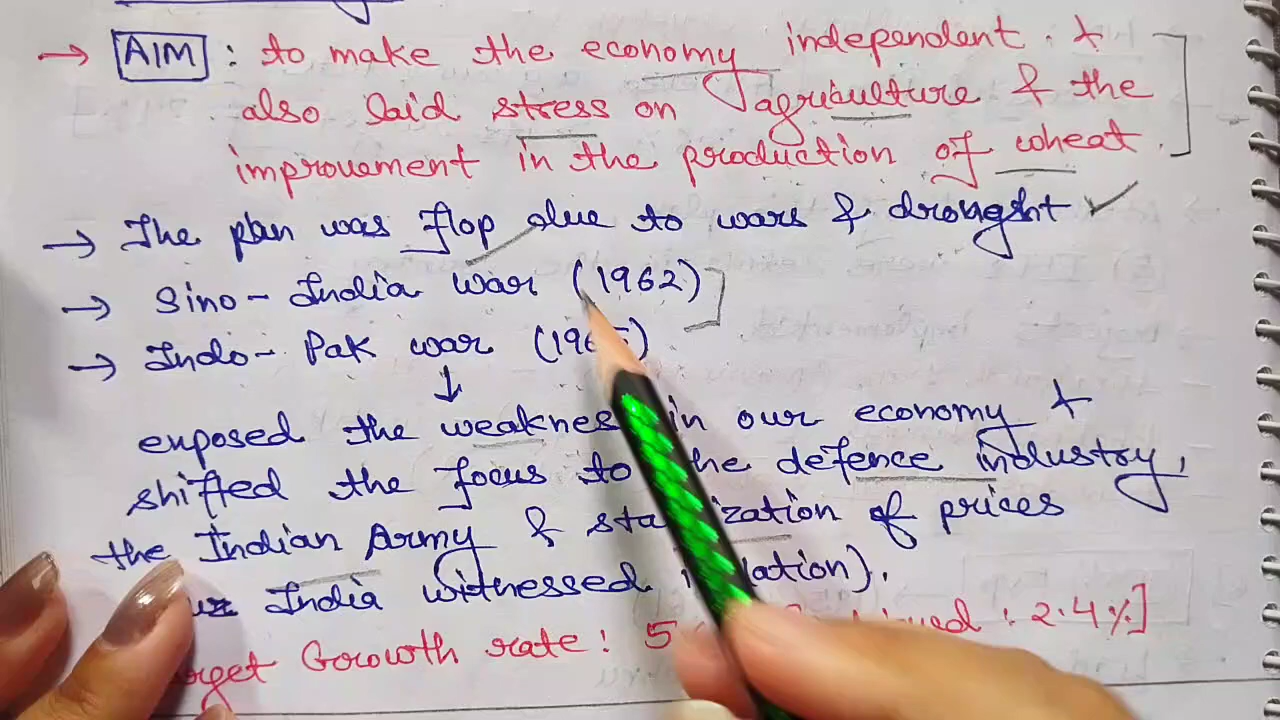 → AIM : to make the economy independent. &
also laid stress on agriculture & the
improvement in the production of wheat.
→ The plan was flop due to wars & drought ✓
→ Sino - India war (1962)
→ Indo - Pak war (196
↓
exposed the weakness in our economy &
shifted the focus to the defence industry,
the Indian Army & stabilization of prices
India witnessed inflation).
Target Growth rate : 5 : 2.4%]